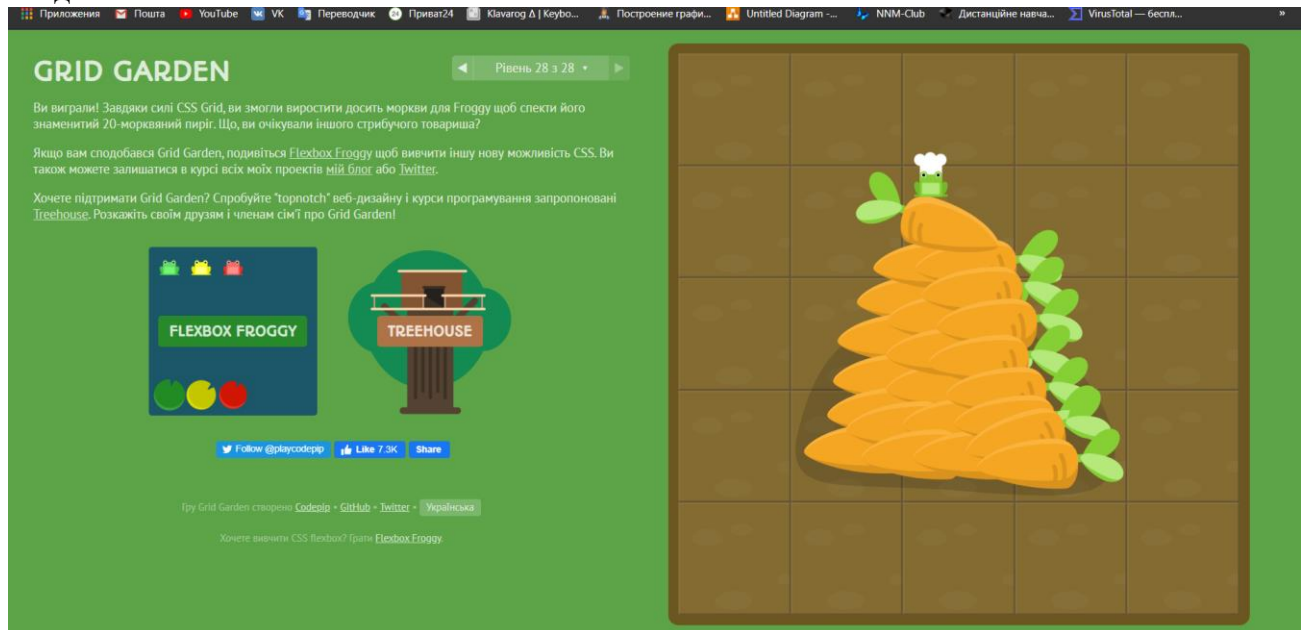 Приложения Почта YouTube VK Переводчик Приват24 Klavarog Δ | Keybo... Построение графи... Untitled Diagram -... NNM-Club Дистанційне навча... VirusTotal — беспл... »
GRID GARDEN
Рівень 28 з 28
Ви виграли! Завдяки силі CSS Grid, ви змогли виростити досить моркви для Froggy щоб спекти його
знаменитий 20-морквяний пиріг. Що, ви очікували іншого стрибучого товариша?
Якщо вам сподобався Grid Garden, подивіться Flexbox Froggy щоб вивчити іншу нову можливість CSS. Ви
також можете залишатися в курсі всіх моїх проектів мій блог або Twitter.
Хочете підтримати Grid Garden? Спробуйте "topnotch" веб-дизайну і курси програмування запропоновані
Treehouse. Розкажіть своїм друзям і членам сім'ї про Grid Garden!
FLEXBOX FROGGY
TREEHOUSE
Follow @playcodepip Like 7.3K Share
Гру Grid Garden створено Codepip • GitHub • Twitter • Українська
Хочете вивчити CSS flexbox? Грати Flexbox Froggy.